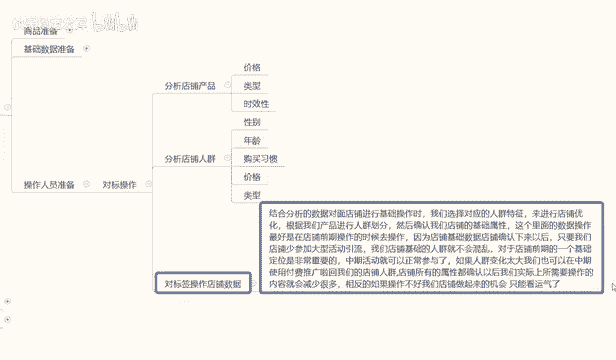 商品准备
基础数据准备
价格
分析店铺产品
类型
时效性
性别
年龄
分析店铺人群
购买习惯
操作人员准备
对标操作
价格
类型
结合分析的数据对面店铺进行基础操作时，我们选择对应的人群特征，来进行店铺优
化，根据我们产品进行人群划分，然后确认我们店铺的基础属性，这个里面的数据操作
最好是在店铺前期操作的时候去操作，因为店铺基础数据店铺确认下来以后，只要我们
店铺少参加大型活动引流，我们店铺基础的人群就不会混乱，对于店铺前期的一个基础
定位是非常重要的，中期活动就可以正常参与了，如果人群变化太大我们也可以在中期
使用付费推广啦回我们的店铺人群,店铺所有的属性都确认以后我们实际上所需要操作的
内容就会减少很多，相反的如果操作不好我们店铺做起来的机会 只能看运气了
对标签操作店铺数据